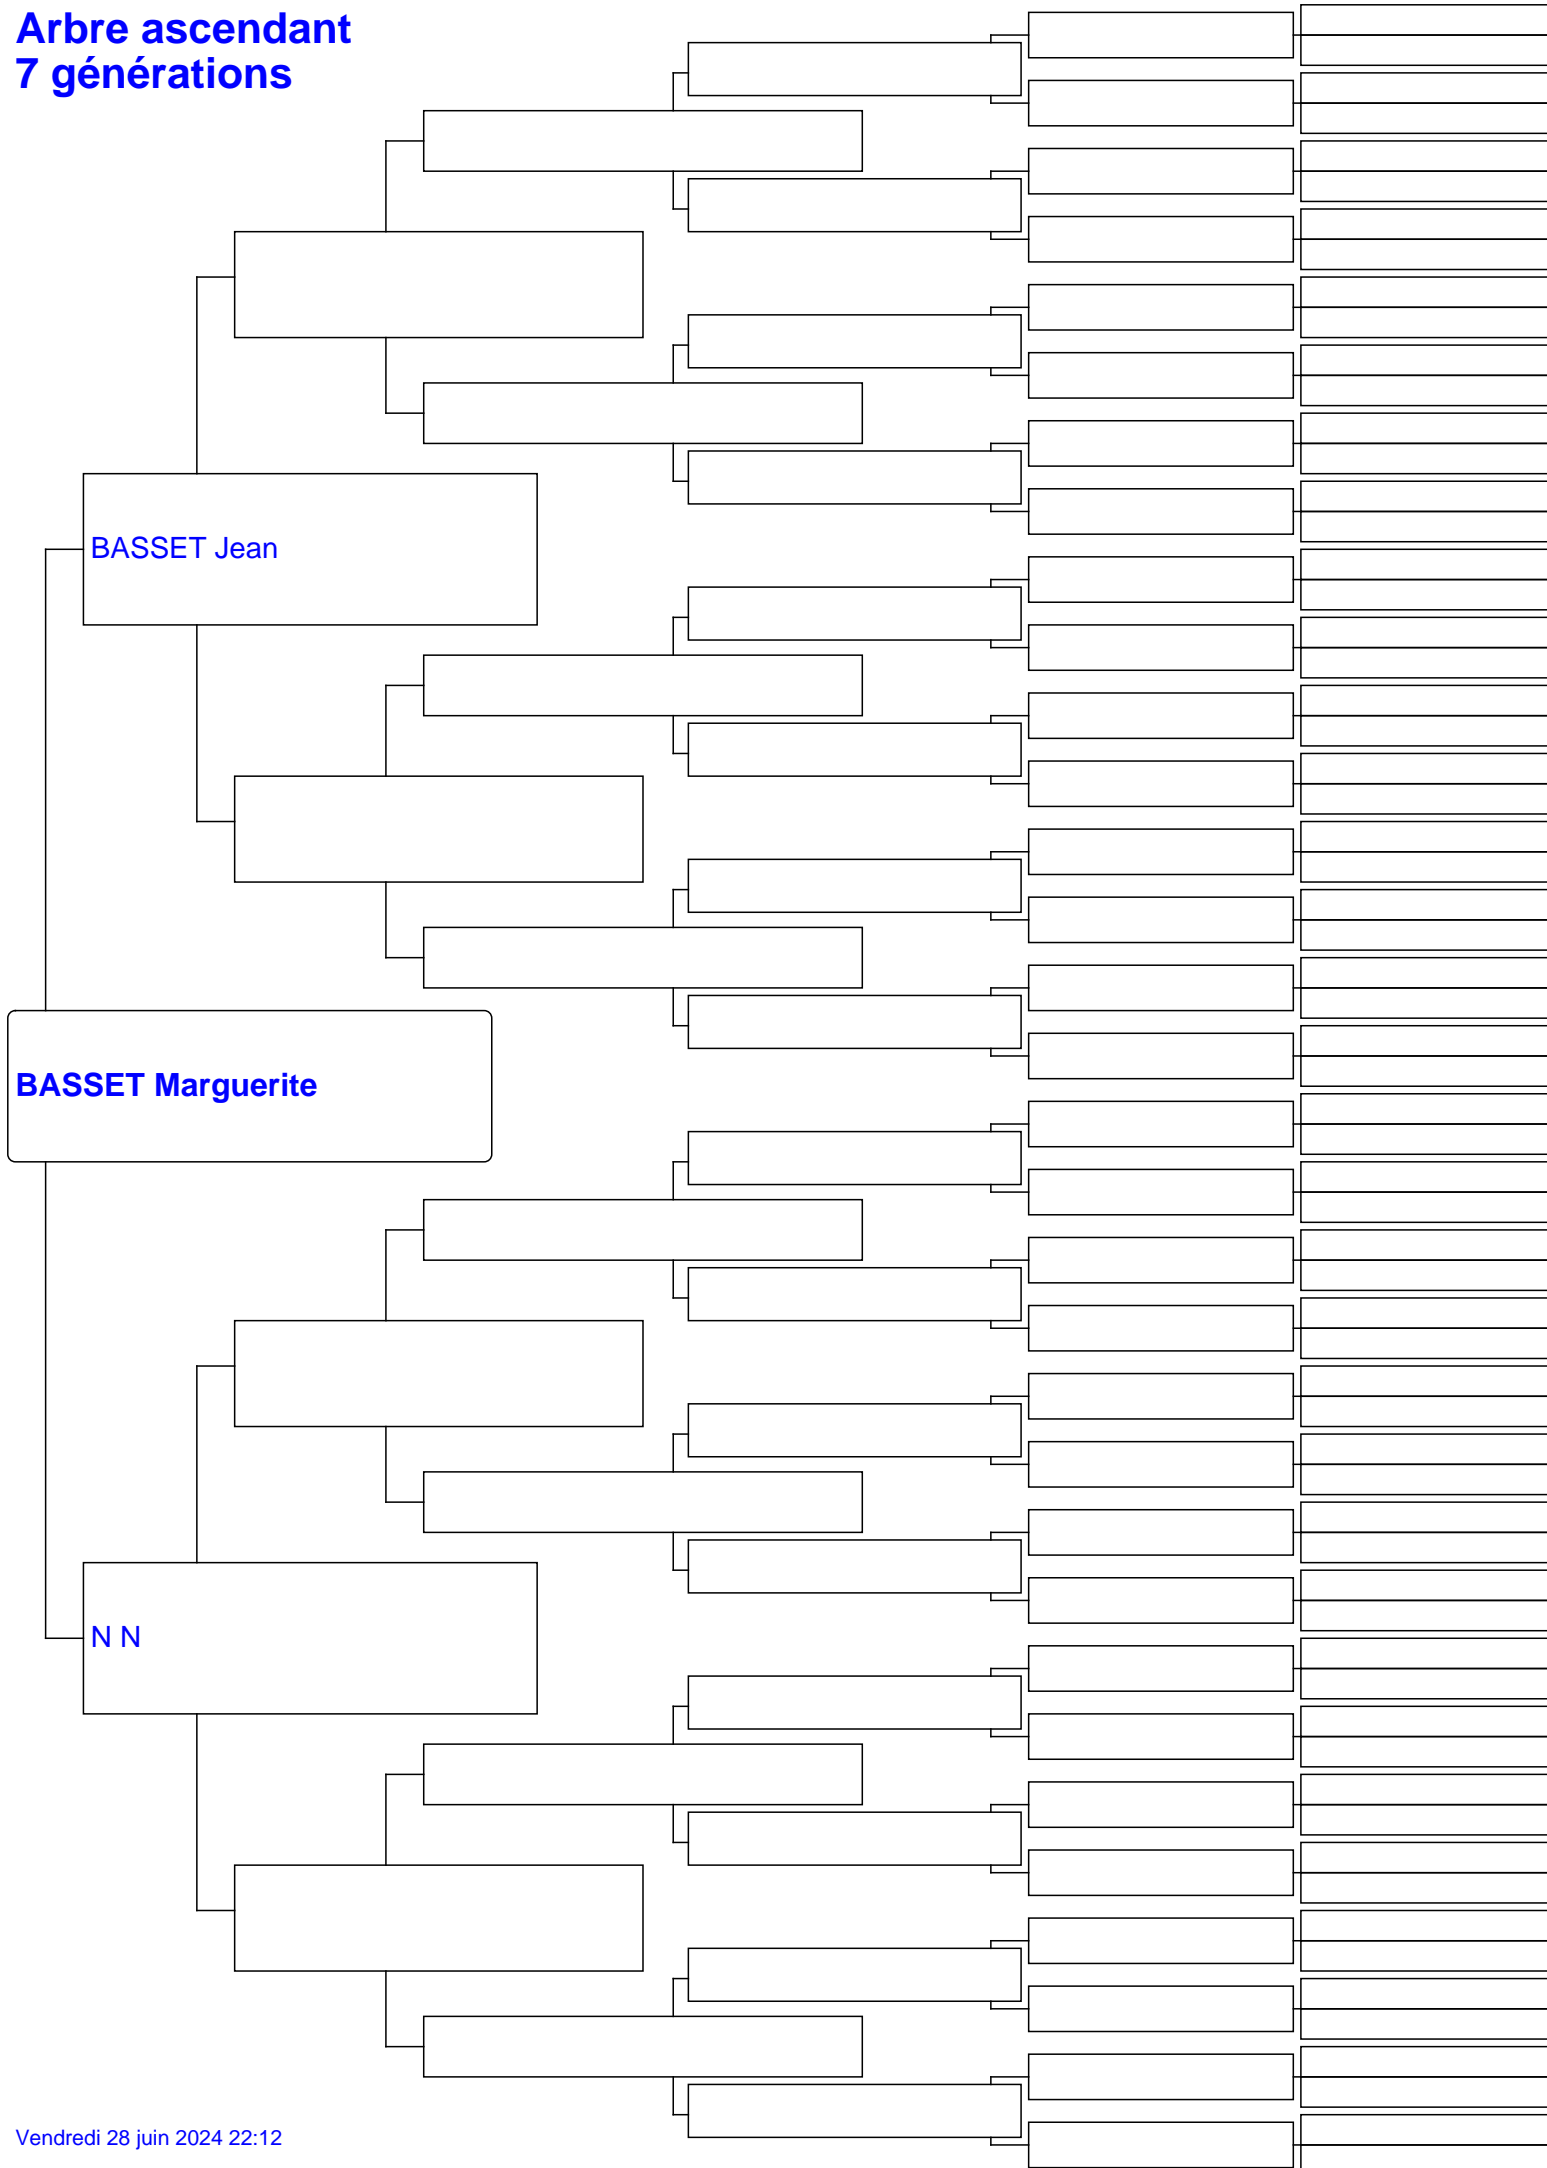 Arbre ascendant
7 générations
BASSET Jean
BASSET Marguerite
N N
Vendredi 28 juin 2024 22:12